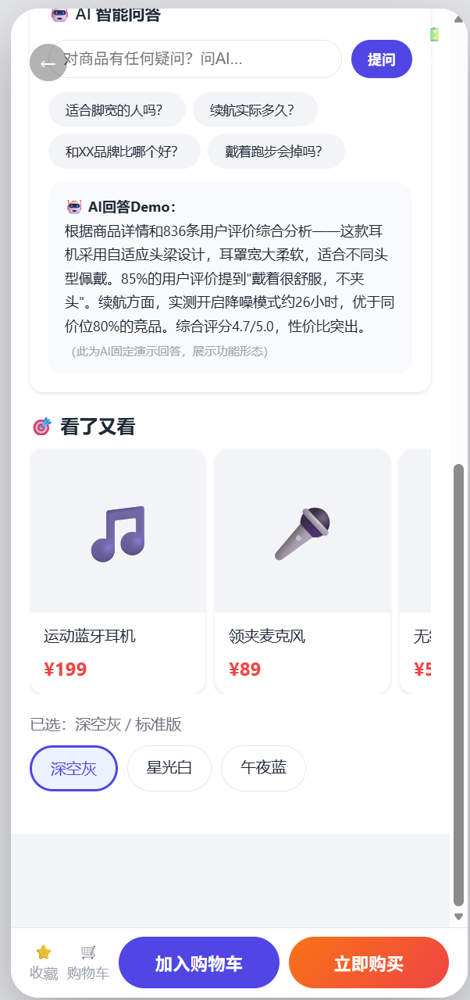 AI 智能问答
对商品有任何疑问？问AI...
提问
适合脚宽的人吗？
续航实际多久？
和XX品牌比哪个好？
戴着跑步会掉吗？
AI回答Demo：
根据商品详情和836条用户评价综合分析——这款耳
机采用自适应头梁设计，耳罩宽大柔软，适合不同头
型佩戴。85%的用户评价提到"戴着很舒服，不夹
头"。续航方面，实测开启降噪模式约26小时，优于同
价位80%的竞品。综合评分4.7/5.0，性价比突出。
(此为AI固定演示回答，展示功能形态)
看了又看
运动蓝牙耳机
¥199
领夹麦克风
¥89
已选：深空灰 / 标准版
深空灰
星光白
午夜蓝
收藏
购物车
加入购物车
立即购买